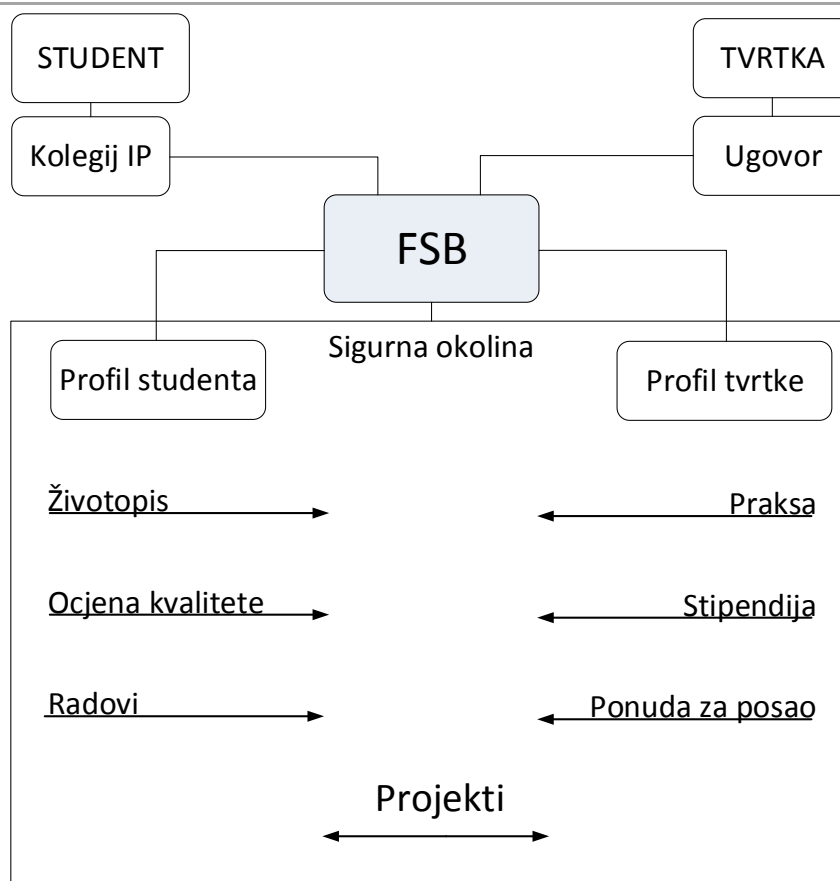 STUDENT
TVRTKA
Kolegij IP
Ugovor
FSB
Sigurna okolina
Profil studenta
Profil tvrtke
Životopis
Praksa
Ocjena kvalitete
Stipendija
Radovi
Ponuda za posao
Projekti